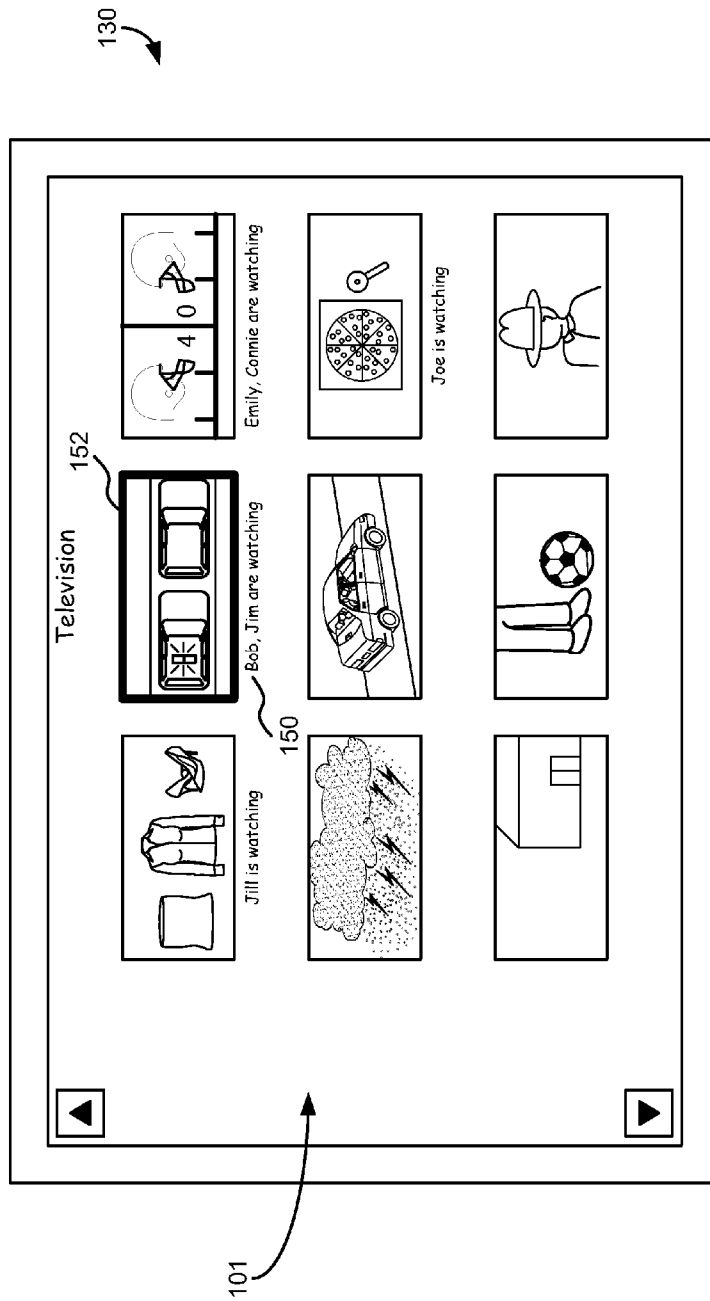 130
Television
152
4 0
Jill is watching
Bob, Jim are watching
Emily, Connie are watching
150
Joe is watching
101